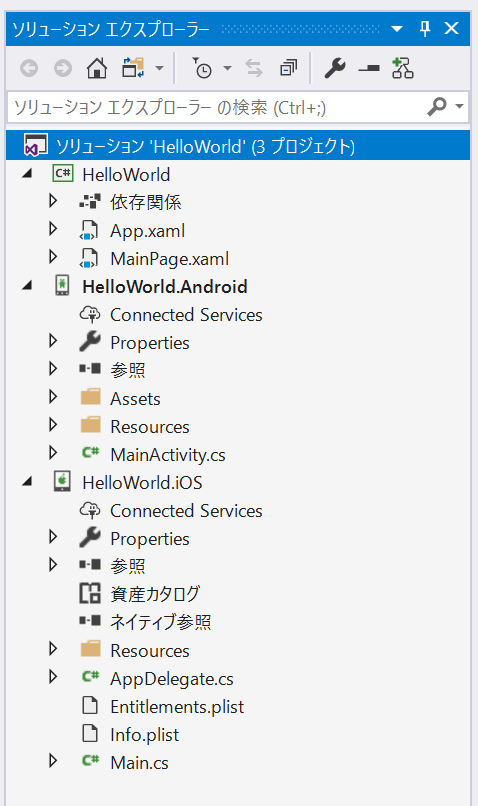 ソリューション エクスプローラー
ソリューション エクスプローラー の検索 (Ctrl+;)
ソリューション 'HelloWorld' (3 プロジェクト)
C# HelloWorld
依存関係
App.xaml
MainPage.xaml
HelloWorld.Android
Connected Services
Properties
参照
Assets
Resources
C# MainActivity.cs
HelloWorld.iOS
Connected Services
Properties
参照
資産カタログ
ネイティブ参照
Resources
C# AppDelegate.cs
Entitlements.plist
Info.plist
C# Main.cs